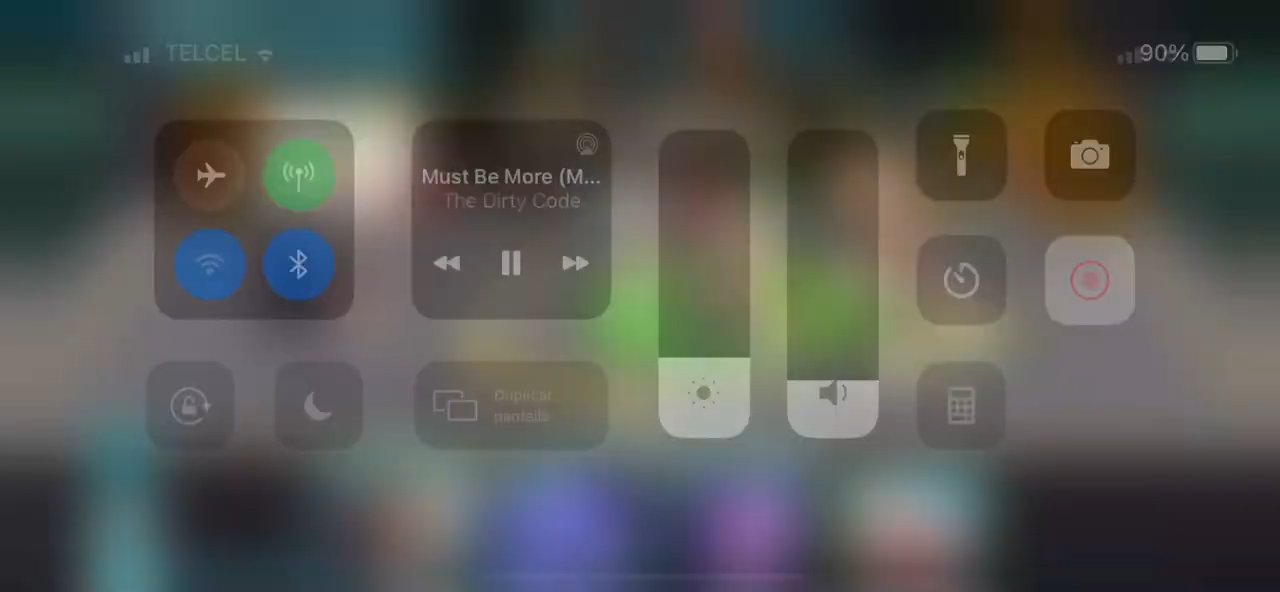 TELCEL
90%
Must Be More (M...
The Dirty Code
Duplicar
pantalla